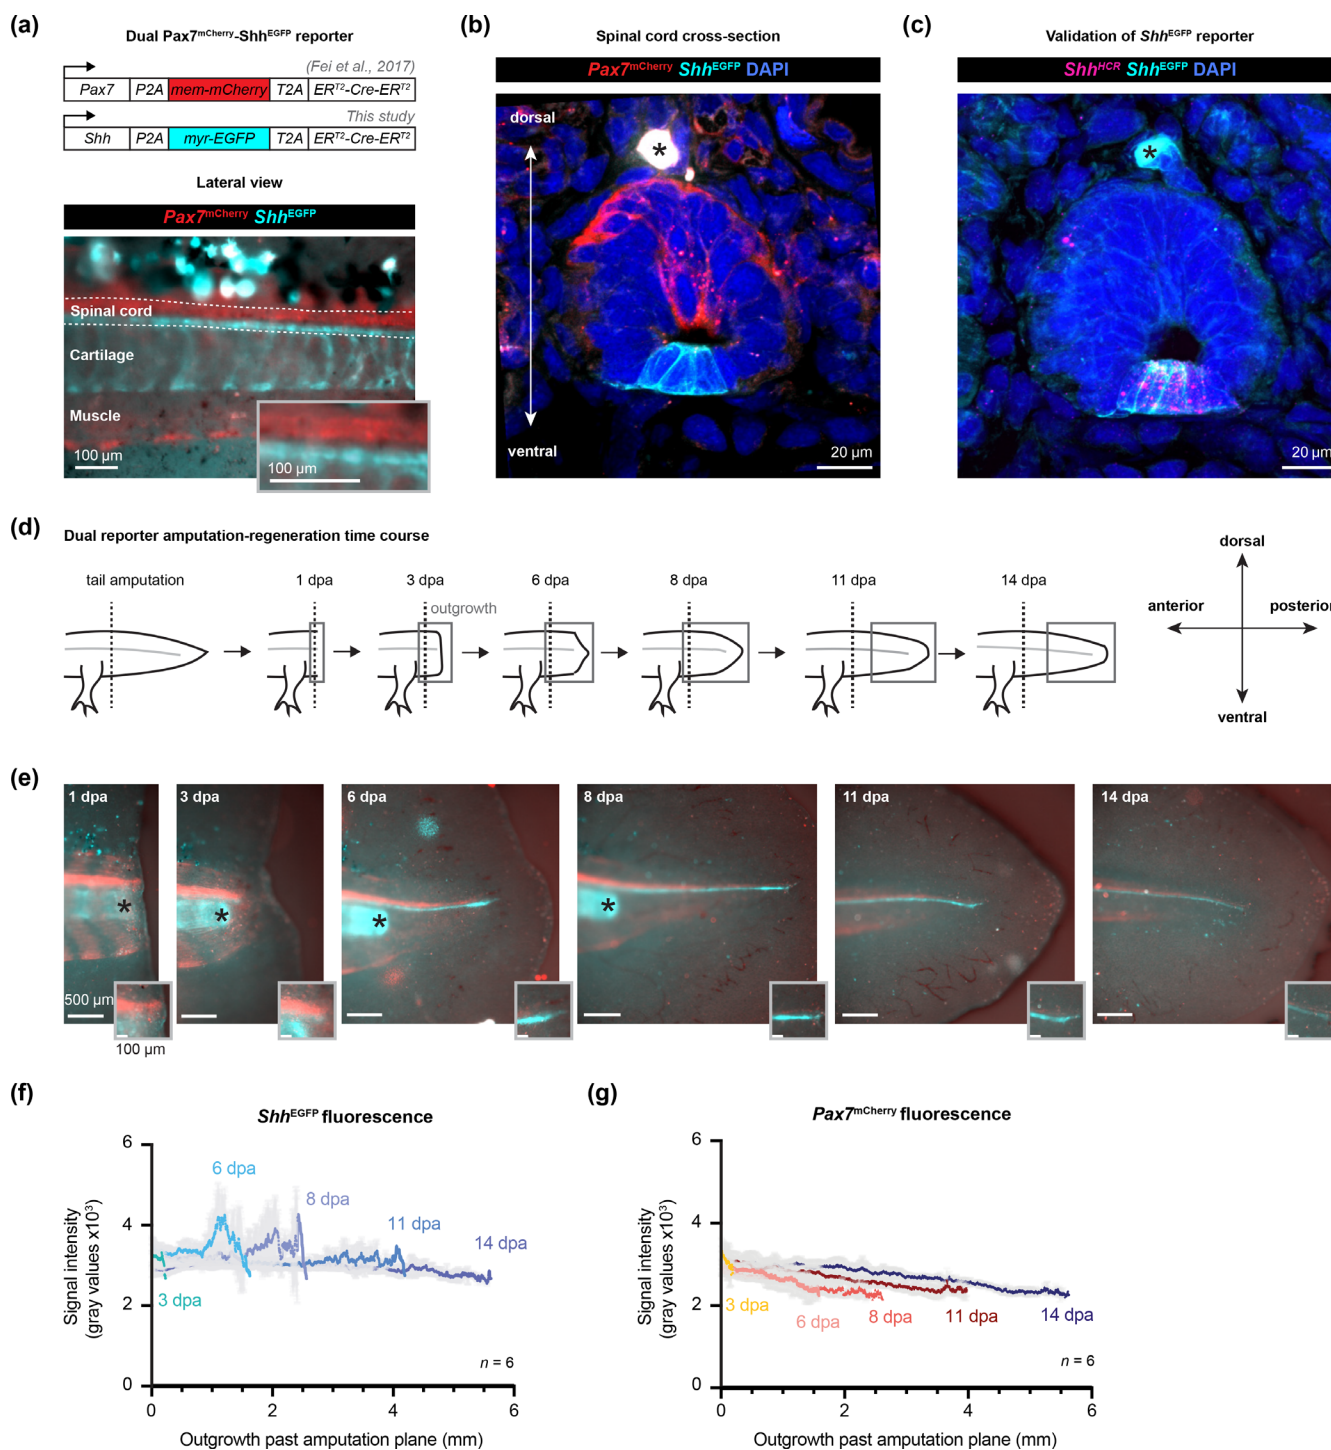 (a)
Dual Pax7mCherry-ShhEGFP reporter
(Fei et al., 2017)
Pax7 P2A mem-mCherry T2A ERT2-Cre-ERT2
This study
Shh P2A myr-EGFP T2A ERT2-Cre-ERT2
Lateral view
Pax7mCherry ShhEGFP
Spinal cord
Cartilage
Muscle
100 µm
100 µm
(b)
Spinal cord cross-section
Pax7mCherry ShhEGFP DAPI
dorsal
*
ventral
20 µm
(c)
Validation of ShhEGFP reporter
ShhHCR ShhEGFP DAPI
*
20 µm
(d)
Dual reporter amputation-regeneration time course
tail amputation
1 dpa
3 dpa
outgrowth
6 dpa
8 dpa
11 dpa
14 dpa
dorsal
anterior posterior
ventral
(e)
1 dpa
*
500 µm
100 µm
3 dpa
*
6 dpa
*
8 dpa
*
11 dpa
14 dpa
(f)
ShhEGFP fluorescence
Signal intensity
(gray values x10³)
6
4
2
0
6 dpa
8 dpa
11 dpa
14 dpa
3 dpa
n = 6
0 2 4 6
Outgrowth past amputation plane (mm)
(g)
Pax7mCherry fluorescence
Signal intensity
(gray values x10³)
6
4
2
0
3 dpa
6 dpa
8 dpa
11 dpa
14 dpa
n = 6
0 2 4 6
Outgrowth past amputation plane (mm)